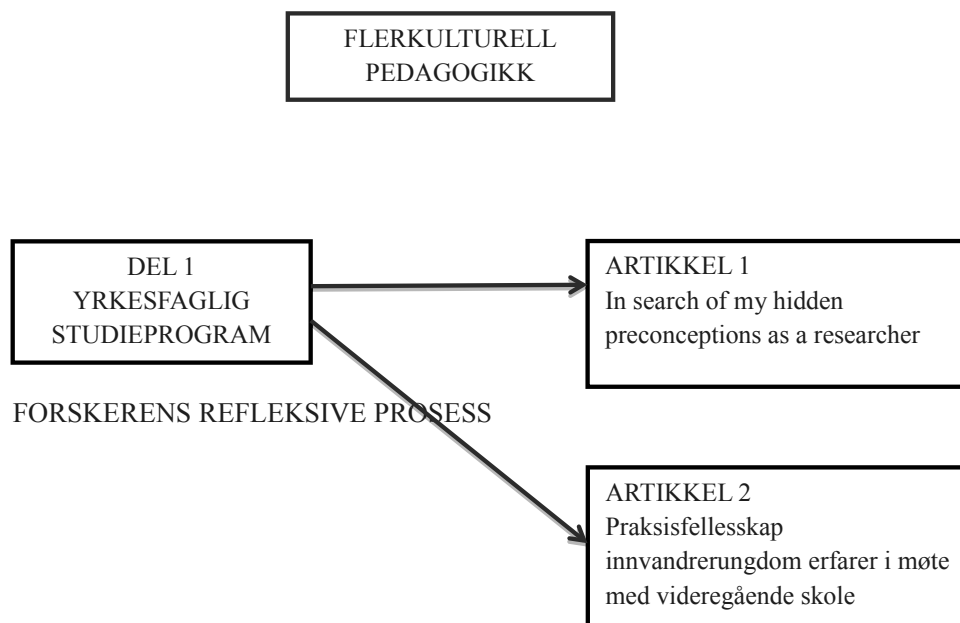 FLERKULTURELL
PEDAGOGIKK
DEL 1
YRKESFAGLIG
STUDIEPROGRAM
ARTIKKEL 1
In search of my hidden
preconceptions as a researcher
FORSKERENS REFLEKSIVE PROSESS
ARTIKKEL 2
Praksisfellesskap
innvandrerungdom erfarer i møte
med videregående skole